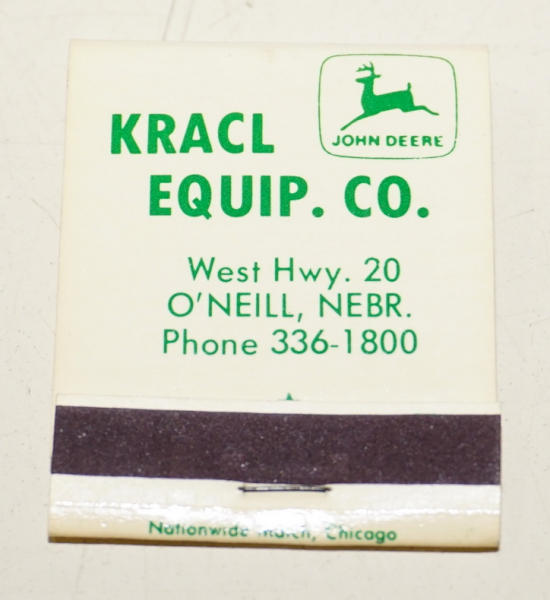 KRACL
EQUIP. CO.
JOHN DEERE
West Hwy. 20
O'NEILL, NEBR.
Phone 336-1800
Nationwide Match, Chicago